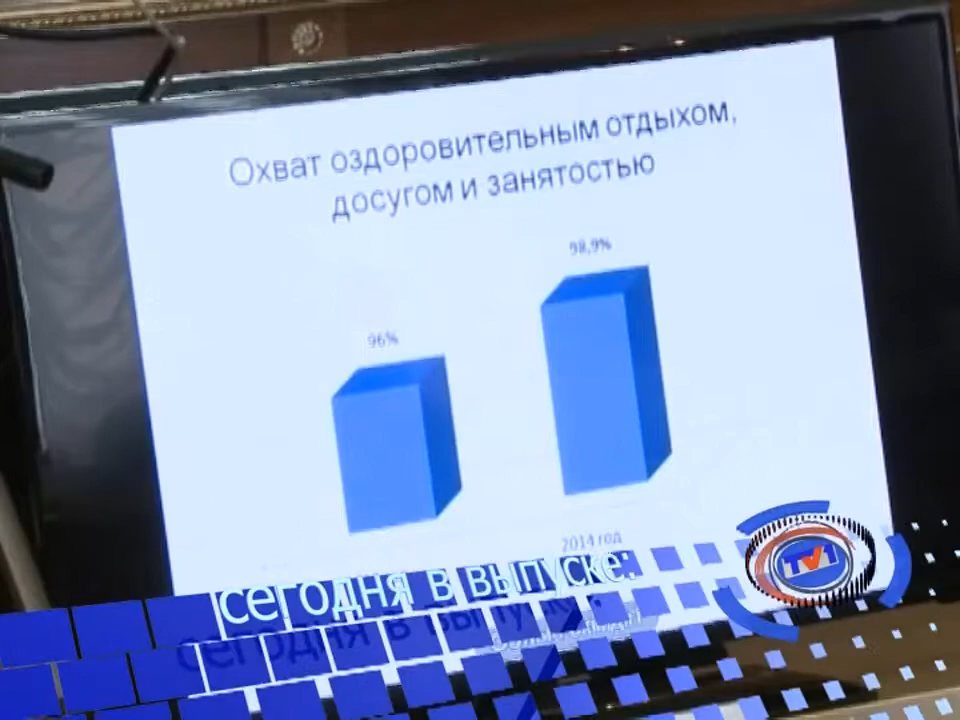 Охват оздоровительным отдыхом,
досугом и занятостью
98,9%
96%
2014 год
TV1
сегодня в выпуске: